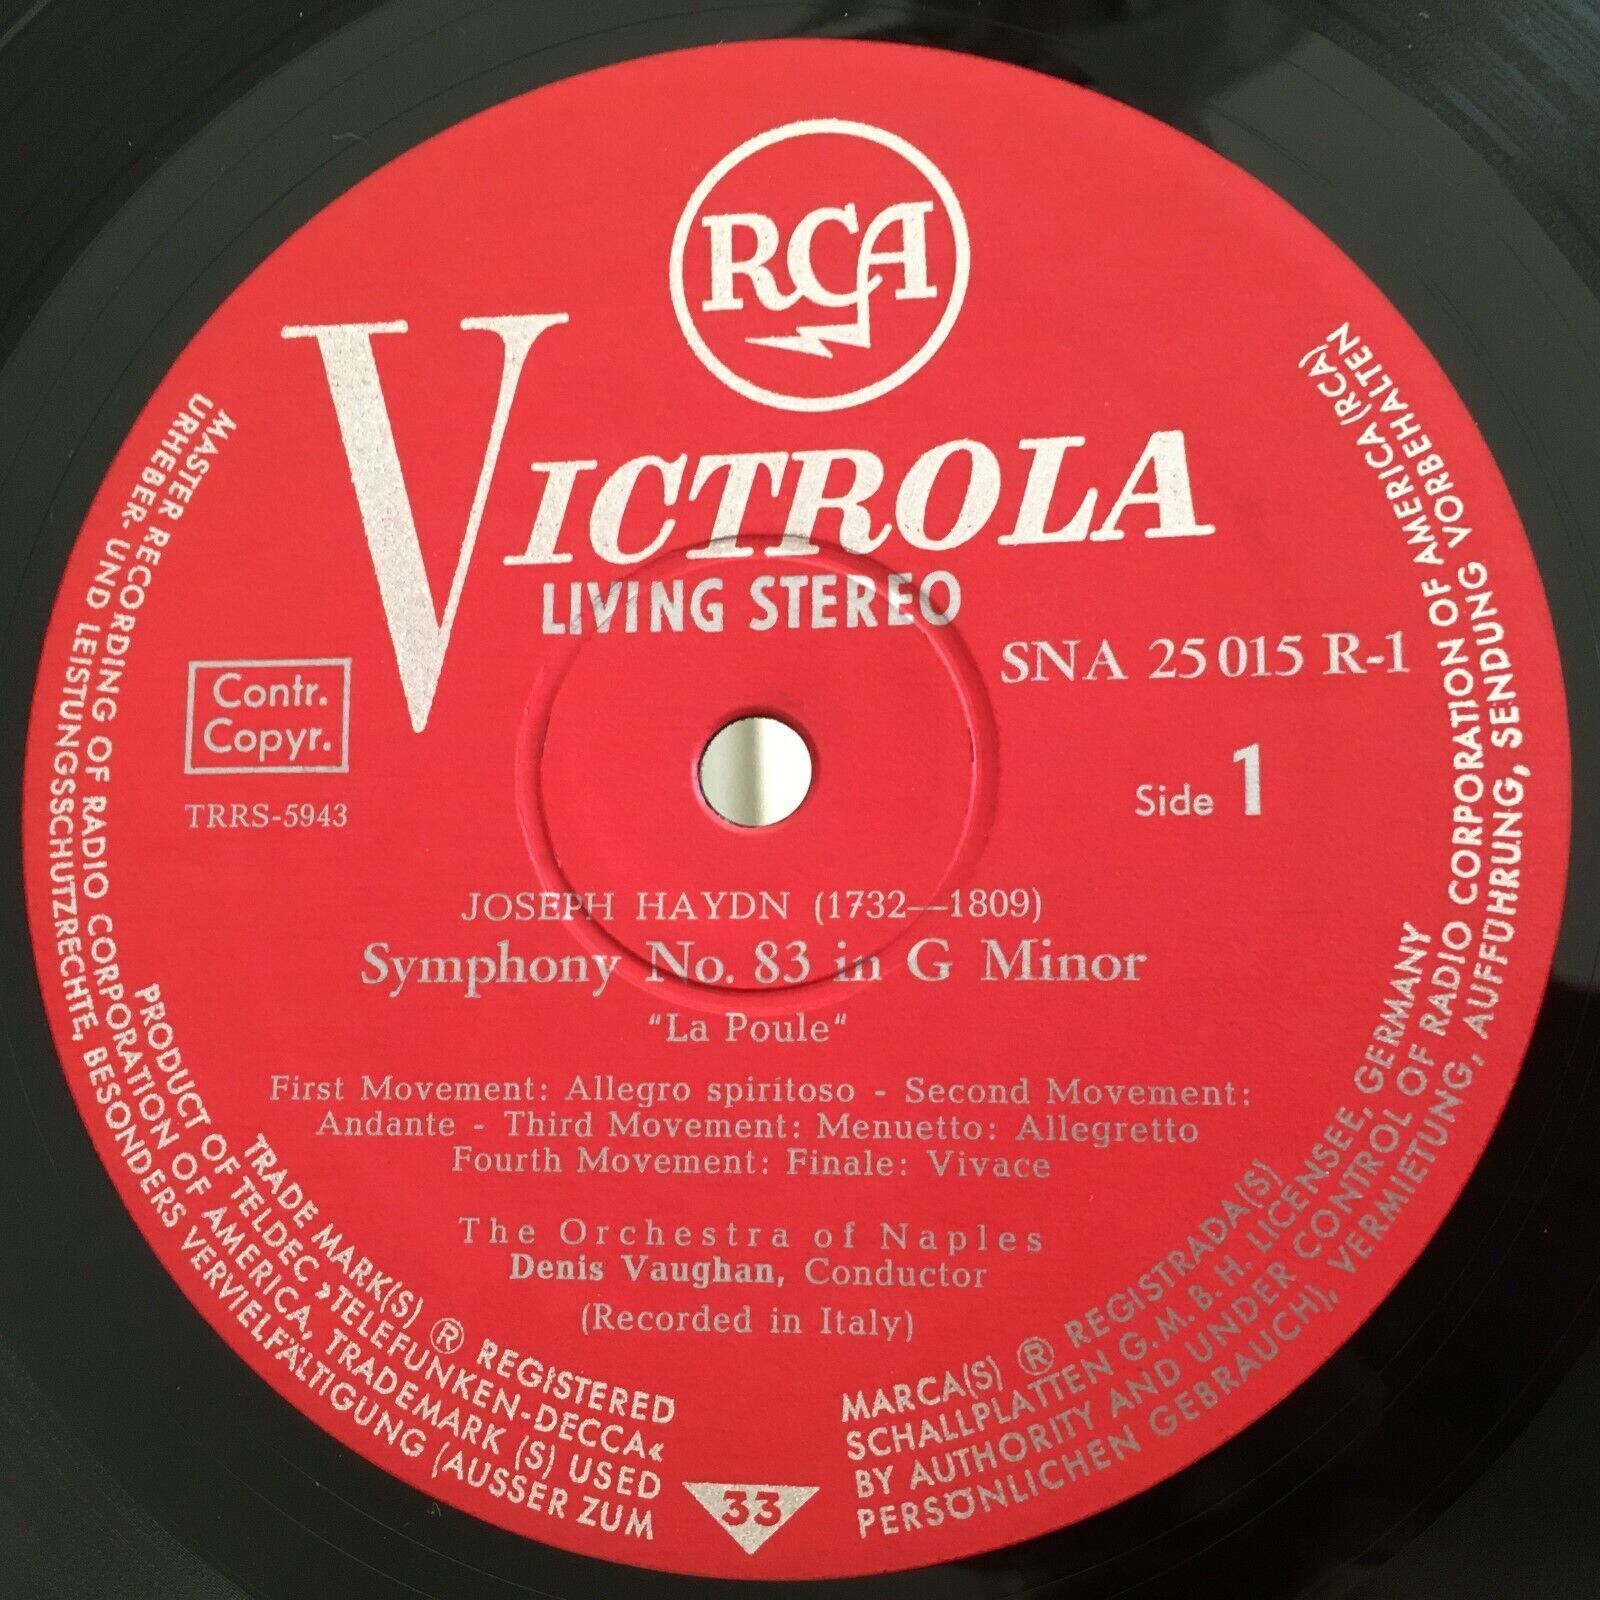 RCA
VICTROLA
LIVING STEREO
SNA 25 015 R-1
Contr.
Copyr.
TRRS-5943
Side 1
JOSEPH HAYDN (1732—1809)
Symphony No. 83 in G Minor
"La Poule"
First Movement: Allegro spiritoso - Second Movement:
Andante - Third Movement: Menuetto: Allegretto
Fourth Movement: Finale: Vivace
The Orchestra of Naples
Denis Vaughan, Conductor
(Recorded in Italy)
TRADE MARK(S) ® REGISTERED MARCA(S) ® REGISTRADA(S)
PRODUCT OF TELDEC »TELEFUNKEN-DECCA« SCHALLPLATTEN G.M.B.H. LICENSEE, GERMANY
MASTER RECORDING OF RADIO CORPORATION OF AMERICA, TRADEMARK (S) USED BY AUTHORITY AND UNDER CONTROL OF RADIO CORPORATION OF AMERICA (RCA).
URHEBER- UND LEISTUNGSSCHUTZRECHTE, BESONDERS VERVIELFÄLTIGUNG (AUSSER ZUM PERSÖNLICHEN GEBRAUCH), VERMIETUNG, AUFFÜHRUNG, SENDUNG VORBEHALTEN
33